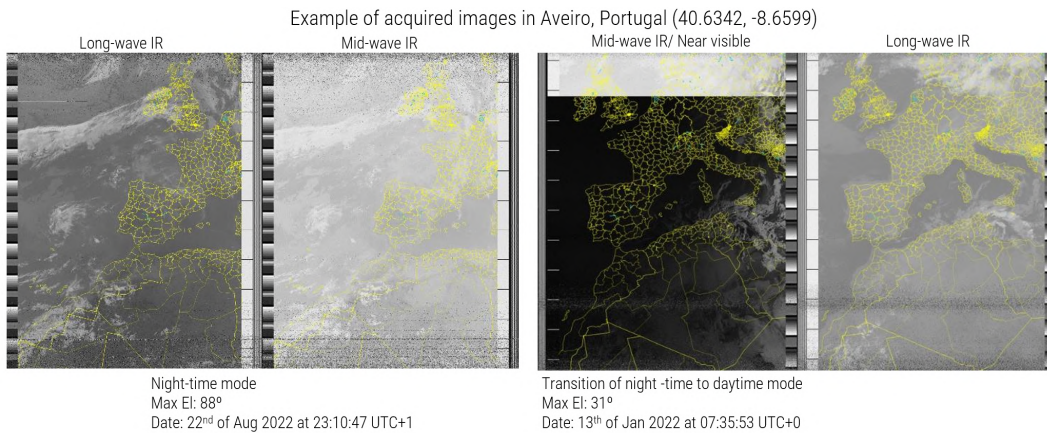 Example of acquired images in Aveiro, Portugal (40.6342, -8.6599)
Long-wave IR
Mid-wave IR
Mid-wave IR/ Near visible
Long-wave IR
Night-time mode
Max El: 88º
Date: 22nd of Aug 2022 at 23:10:47 UTC+1
Transition of night -time to daytime mode
Max El: 31º
Date: 13th of Jan 2022 at 07:35:53 UTC+0